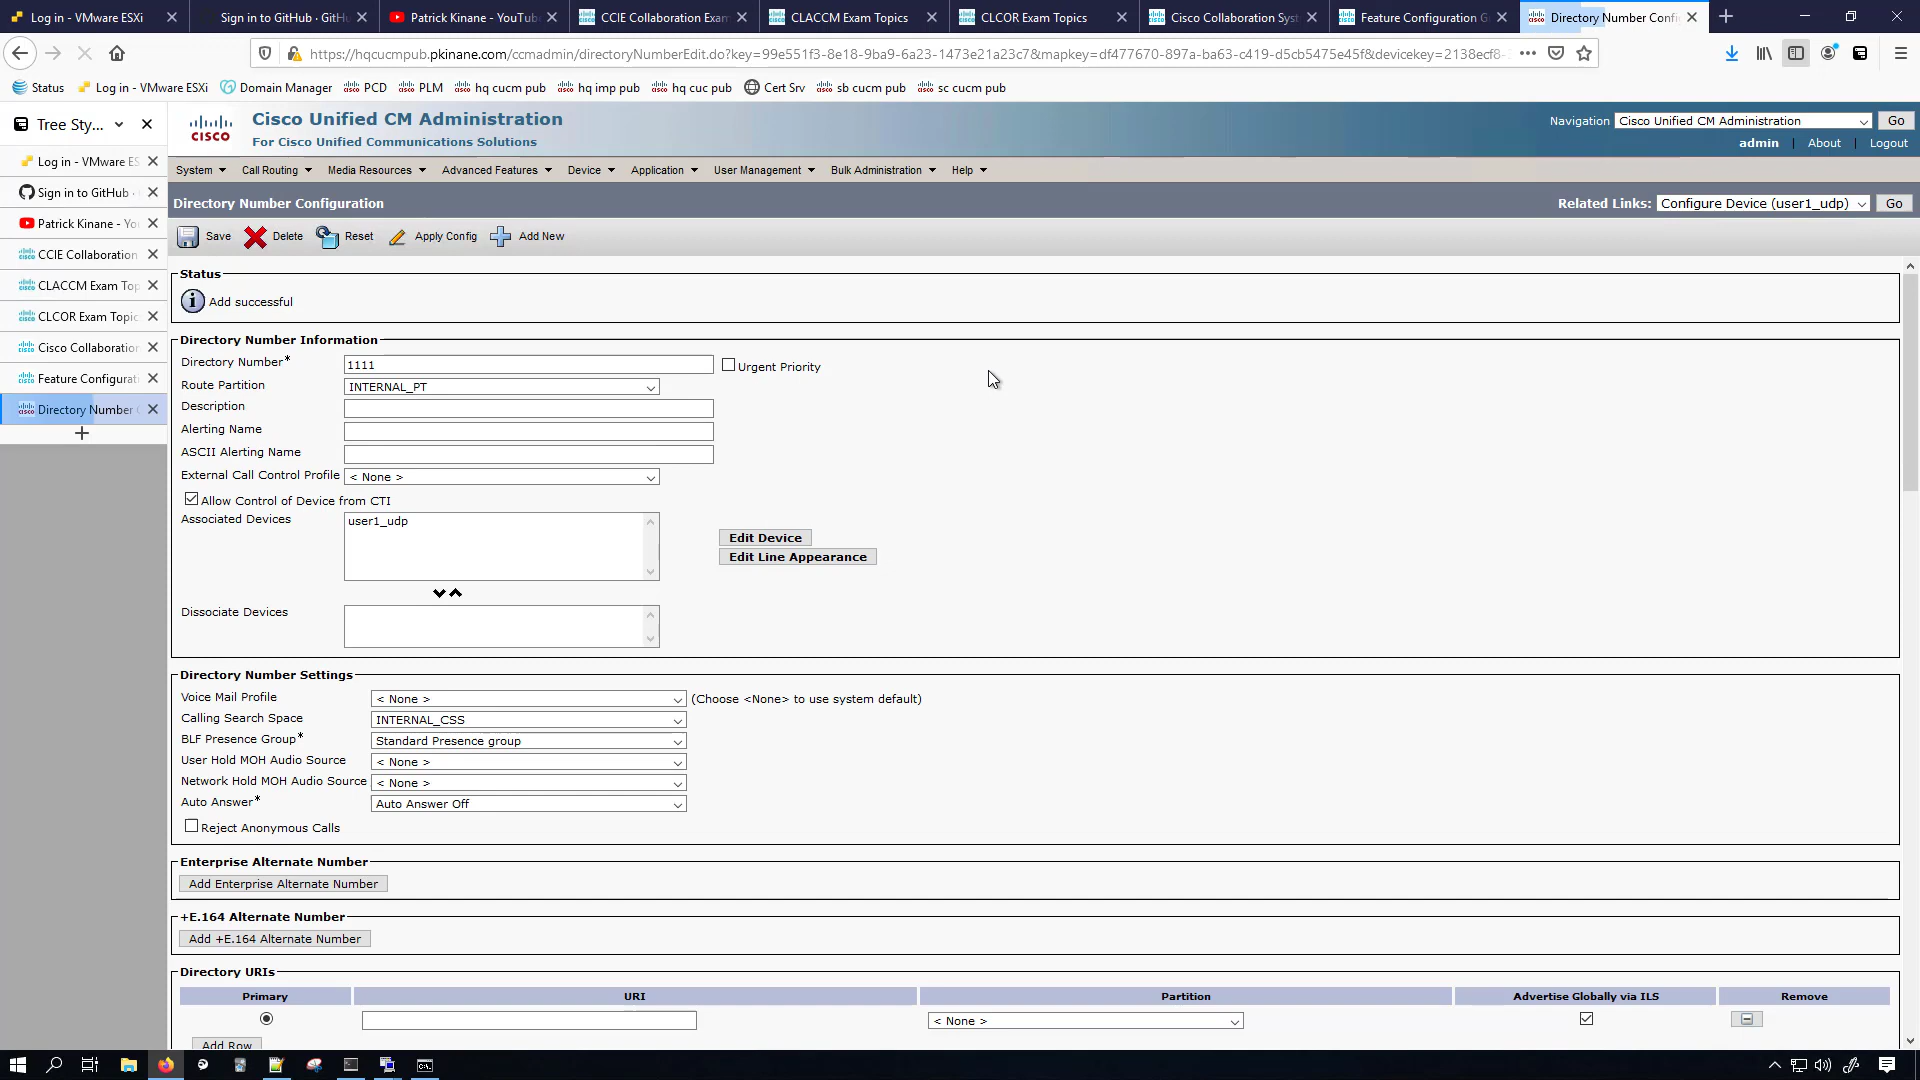 Log in - VMware ESXi
Sign in to GitHub · GitH
Patrick Kinane - YouTub
CCIE Collaboration Exam
CLACCM Exam Topics
CLCOR Exam Topics
Cisco Collaboration Syst
Feature Configuration G
Directory Number Confi
https://hqcucmpub.pkinane.com/ccmadmin/directoryNumberEdit.do?key=99e551f3-8e18-9ba9-6a23-1473e21a23c7&mapkey=df477670-897a-ba63-c419-d5cb5475e45f&devicekey=2138ecf8-
Status
Log in - VMware ESXi
Domain Manager
PCD
PLM
hq cucm pub
hq imp pub
hq cuc pub
Cert Srv
sb cucm pub
sc cucm pub
Tree Sty...
Log in - VMware ES
Sign in to GitHub ·
Patrick Kinane - Yo
CCIE Collaboration
CLACCM Exam Top
CLCOR Exam Topic
Cisco Collaboration
Feature Configurat
Directory Number C
CISCO
Cisco Unified CM Administration
For Cisco Unified Communications Solutions
Navigation Cisco Unified CM Administration Go
admin | About | Logout
System Call Routing Media Resources Advanced Features Device Application User Management Bulk Administration Help
Directory Number Configuration
Related Links: Configure Device (user1_udp) Go
Save Delete Reset Apply Config Add New
Status
Add successful
Directory Number Information
Directory Number* 1111 Urgent Priority
Route Partition INTERNAL_PT
Description
Alerting Name
ASCII Alerting Name
External Call Control Profile < None >
Allow Control of Device from CTI
Associated Devices user1_udp
Edit Device
Edit Line Appearance
Dissociate Devices
Directory Number Settings
Voice Mail Profile < None > (Choose <None> to use system default)
Calling Search Space INTERNAL_CSS
BLF Presence Group* Standard Presence group
User Hold MOH Audio Source < None >
Network Hold MOH Audio Source < None >
Auto Answer* Auto Answer Off
Reject Anonymous Calls
Enterprise Alternate Number
Add Enterprise Alternate Number
+E.164 Alternate Number
Add +E.164 Alternate Number
Directory URIs
Primary URI Partition Advertise Globally via ILS Remove
< None >
Add Row